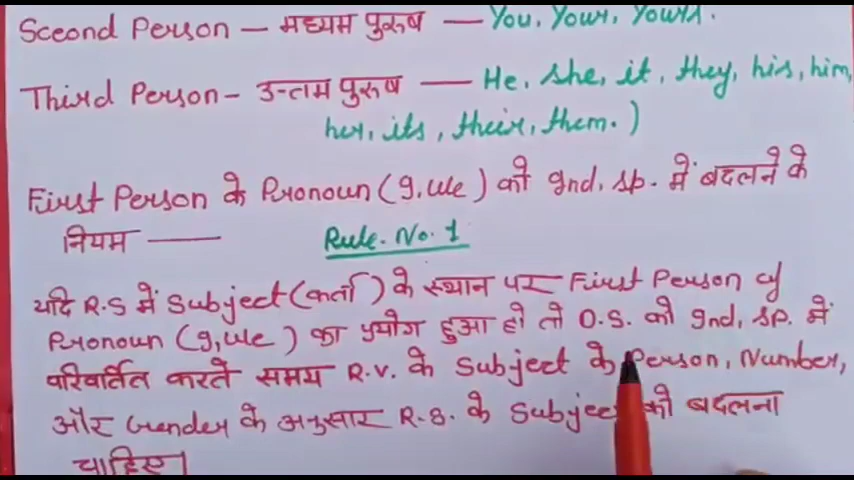 Sceond Person — मध्यम पुरुष — You, Your, Yours.
Third Person - उत्तम पुरुष — He, she, it, they, his, him,
her, its, their, them.)
First Person के Pronoun (I, We) को Ind. Sp. में बदलने के
नियम — Rule. No. 1
यदि R.S में Subject (कर्ता) के स्थान पर First Person of
Pronoun (I, We) का प्रयोग हुआ हो तो D.S. को Ind. Sp. में
परिवर्तित करते समय R.V. के Subject के Person, Number,
और Gender के अनुसार R.S. के Subject को बदलना
चाहिए।